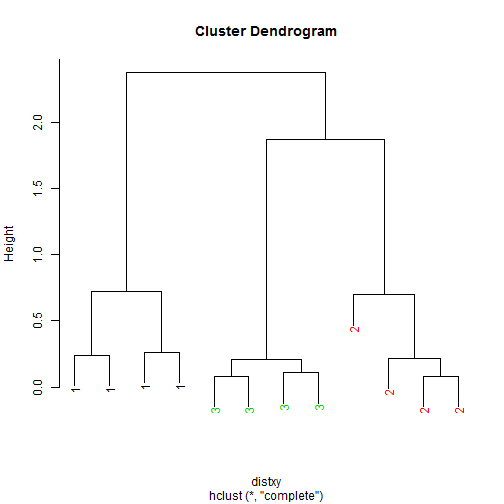 Cluster Dendrogram
Height
2.0
1.5
1.0
0.5
0.0
1 1 1 1 3 3 3 3 2 2 2 2
distxy
hclust (*, "complete")